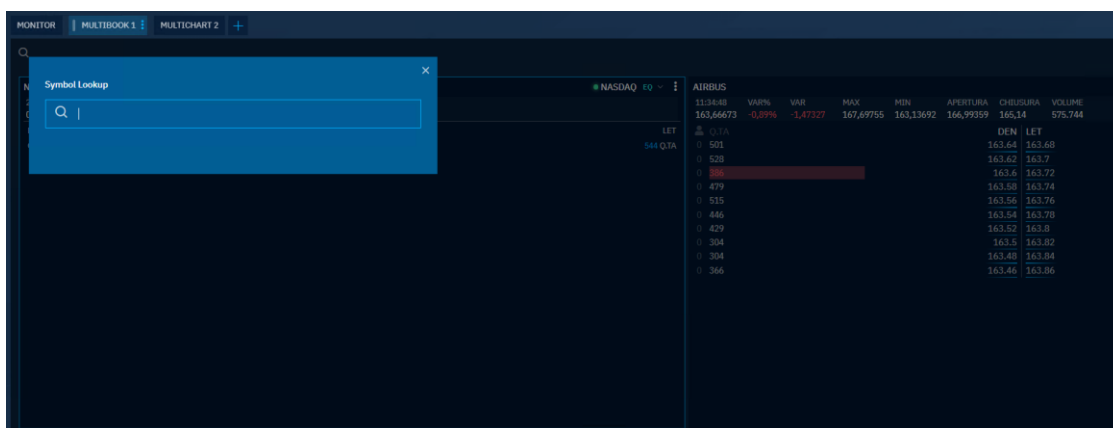 MONITOR MULTIBOOK 1 MULTICHART 2 +
Symbol Lookup
NASDAQ EQ
LET
544 Q.TA
AIRBUS
11:34:48 VAR% VAR MAX MIN APERTURA CHIUSURA VOLUME
163,66673 -0,89% -1,47327 167,69755 163,13692 166,99359 165,14 575.744
Q.TA DEN LET
0 501 163.64 163.68
0 528 163.62 163.7
0 386 163.6 163.72
0 479 163.58 163.74
0 515 163.56 163.76
0 446 163.54 163.78
0 429 163.52 163.8
0 304 163.5 163.82
0 304 163.48 163.84
0 366 163.46 163.86